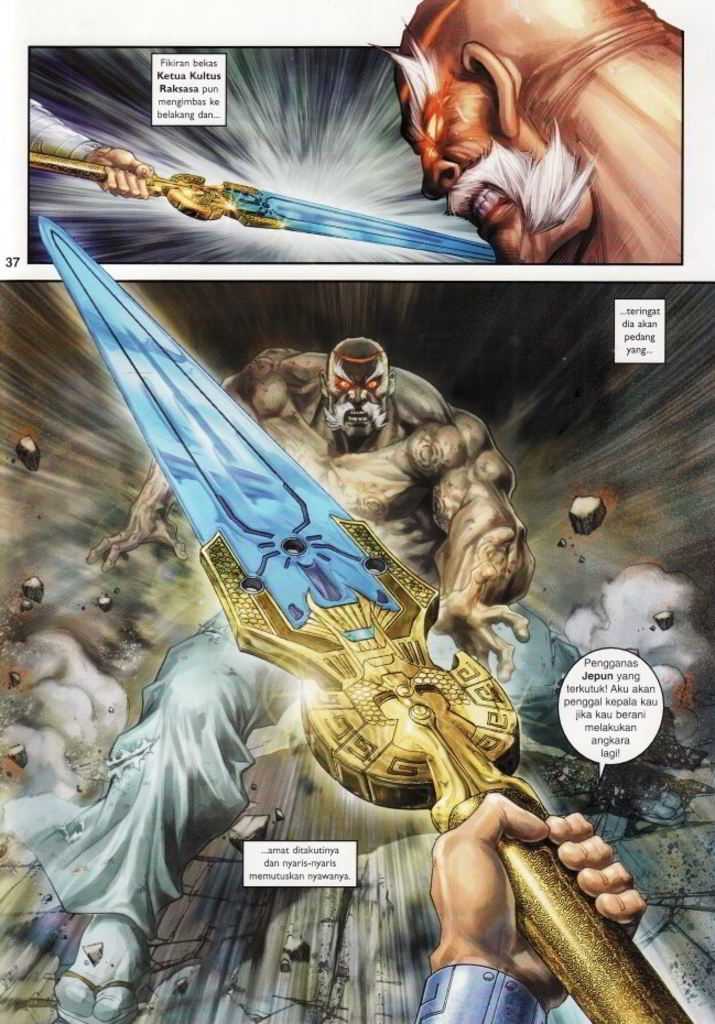 Fikiran bekas
Ketua Kultus
Raksasa pun
mengimbas ke
belakang dan...
37
...teringat
dia akan
pedang
yang...
Pengganas
Jepun yang
terkutuk! Aku akan
penggal kepala kau
jika kau berani
melakukan
angkara
lagi!
...amat ditakutinya
dan nyaris-nyaris
memutuskan nyawanya.